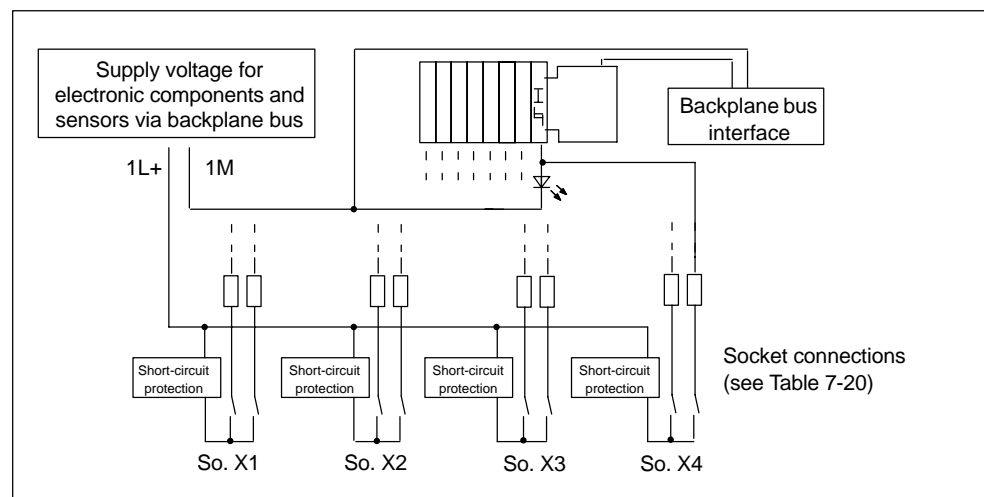 Supply voltage for
electronic components and
sensors via backplane bus
Backplane bus
interface
1L+
1M
Short-circuit
protection
Short-circuit
protection
Short-circuit
protection
Short-circuit
protection
Socket connections
(see Table 7-20)
So. X1
So. X2
So. X3
So. X4